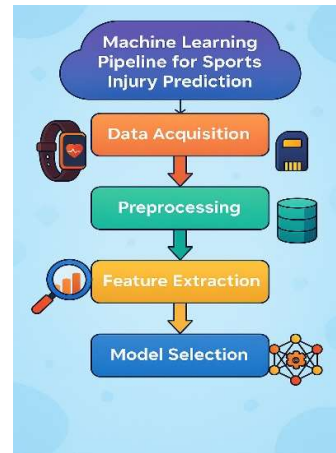 Machine Learning
Pipeline for Sports
Injury Prediction
Data Acquisition
Preprocessing
Feature Extraction
Model Selection